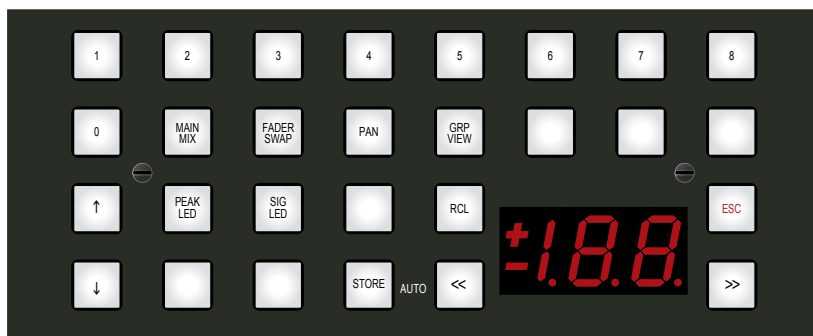 1 2 3 4 5 6 7 8
0 MAIN FADER PAN GRP
MIX SWAP VIEW
↑ PEAK SIG RCL ESC
LED LED
±1.8.8.
↓ STORE AUTO << >>